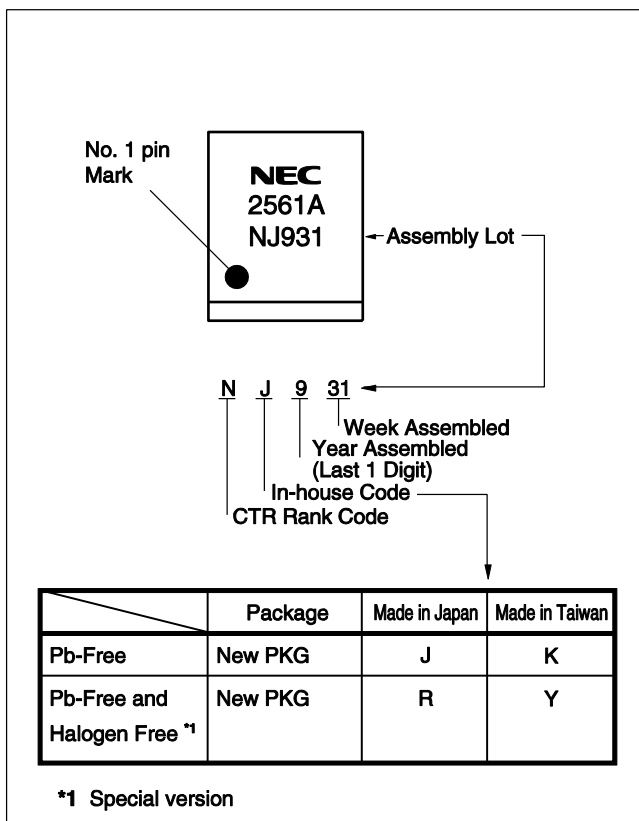 No. 1 pin
Mark
NEC
2561A
NJ931
Assembly Lot
N J 9 31
Week Assembled
Year Assembled
(Last 1 Digit)
In-house Code
CTR Rank Code
Package Made in Japan Made in Taiwan
Pb-Free New PKG J K
Pb-Free and New PKG R Y
Halogen Free *1
*1 Special version